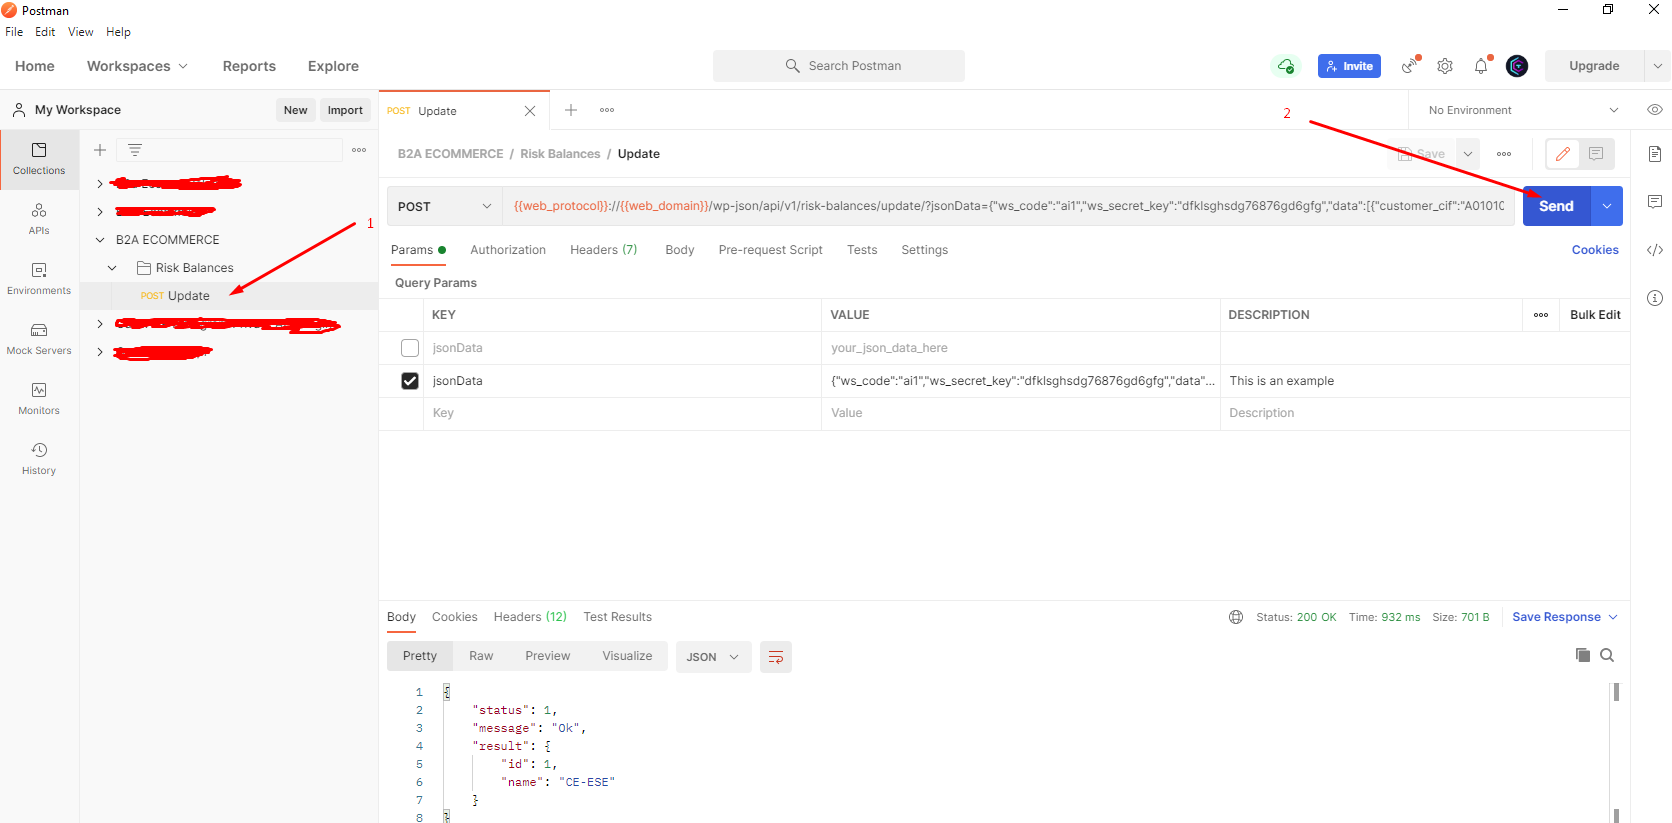 Postman
File Edit View Help
Home Workspaces Reports Explore Search Postman Invite Upgrade
My Workspace New Import POST Update No Environment
2
Collections
B2A ECOMMERCE / Risk Balances / Update Save
POST {{web_protocol}}://{{web_domain}}/wp-json/api/v1/risk-balances/update/?jsonData={"ws_code":"ai1","ws_secret_key":"dfklsghsdg76876gd6gfg","data":[{"customer_cif":"A0101C Send
1
APIs
B2A ECOMMERCE
Params Authorization Headers (7) Body Pre-request Script Tests Settings Cookies
Risk Balances
Environments
POST Update
Query Params
KEY VALUE DESCRIPTION Bulk Edit
Mock Servers
jsonData your_json_data_here
jsonData {"ws_code":"ai1","ws_secret_key":"dfklsghsdg76876gd6gfg","data"... This is an example
Monitors
Key Value Description
History
Body Cookies Headers (12) Test Results Status: 200 OK Time: 932 ms Size: 701 B Save Response
Pretty Raw Preview Visualize JSON
1 {
2 "status": 1,
3 "message": "Ok",
4 "result": {
5 "id": 1,
6 "name": "CE-ESE"
7 }
8 }